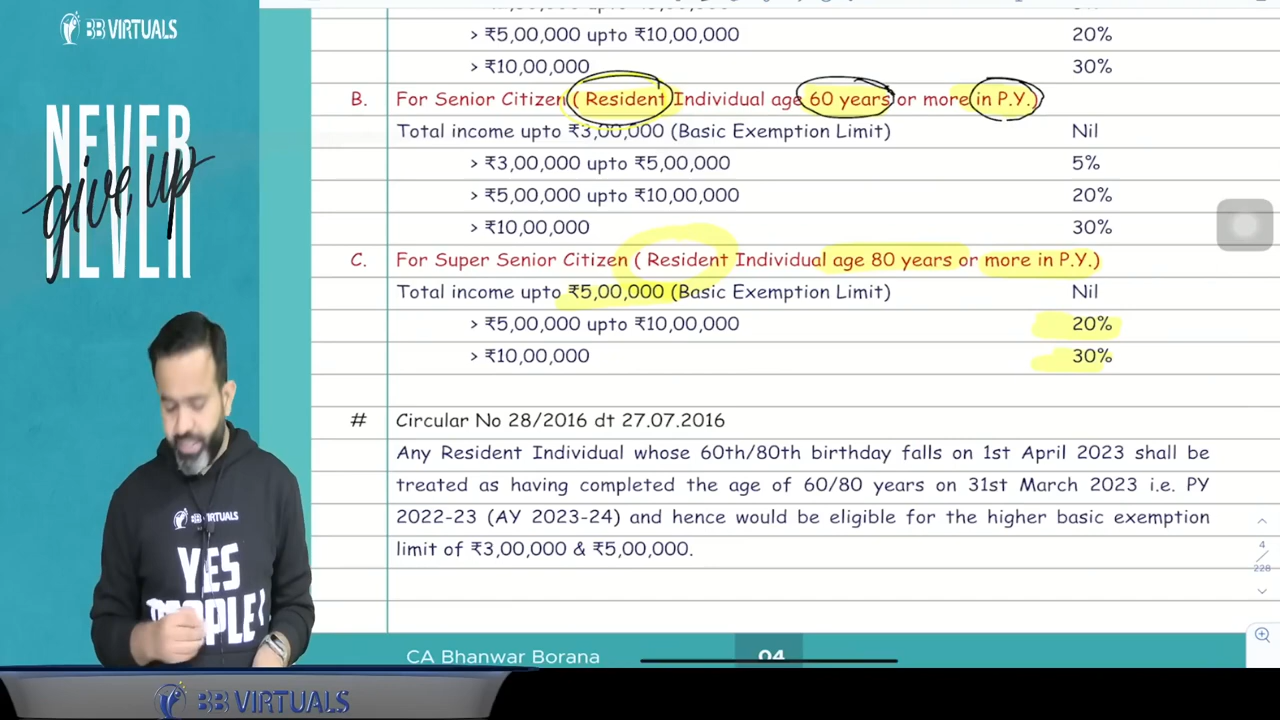 BB VIRTUALS
NEVER
give up
NEVER
> ₹5,00,000 upto ₹10,00,000 20%
> ₹10,00,000 30%
B. For Senior Citizen ( Resident Individual age 60 years or more in P.Y.)
Total income upto ₹3,00,000 (Basic Exemption Limit) Nil
> ₹3,00,000 upto ₹5,00,000 5%
> ₹5,00,000 upto ₹10,00,000 20%
> ₹10,00,000 30%
C. For Super Senior Citizen ( Resident Individual age 80 years or more in P.Y.)
Total income upto ₹5,00,000 (Basic Exemption Limit) Nil
> ₹5,00,000 upto ₹10,00,000 20%
> ₹10,00,000 30%
# Circular No 28/2016 dt 27.07.2016
Any Resident Individual whose 60th/80th birthday falls on 1st April 2023 shall be
treated as having completed the age of 60/80 years on 31st March 2023 i.e. PY
2022-23 (AY 2023-24) and hence would be eligible for the higher basic exemption
limit of ₹3,00,000 & ₹5,00,000.
4
/
228
BB VIRTUALS
YES
PEOPLE!
CA Bhanwar Borana 04
BB VIRTUALS